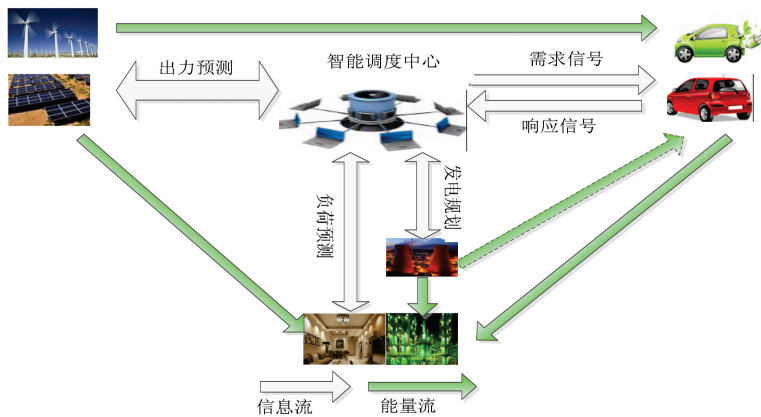 出力预测
智能调度中心
需求信号
响应信号
负荷预测
发电规划
信息流
能量流